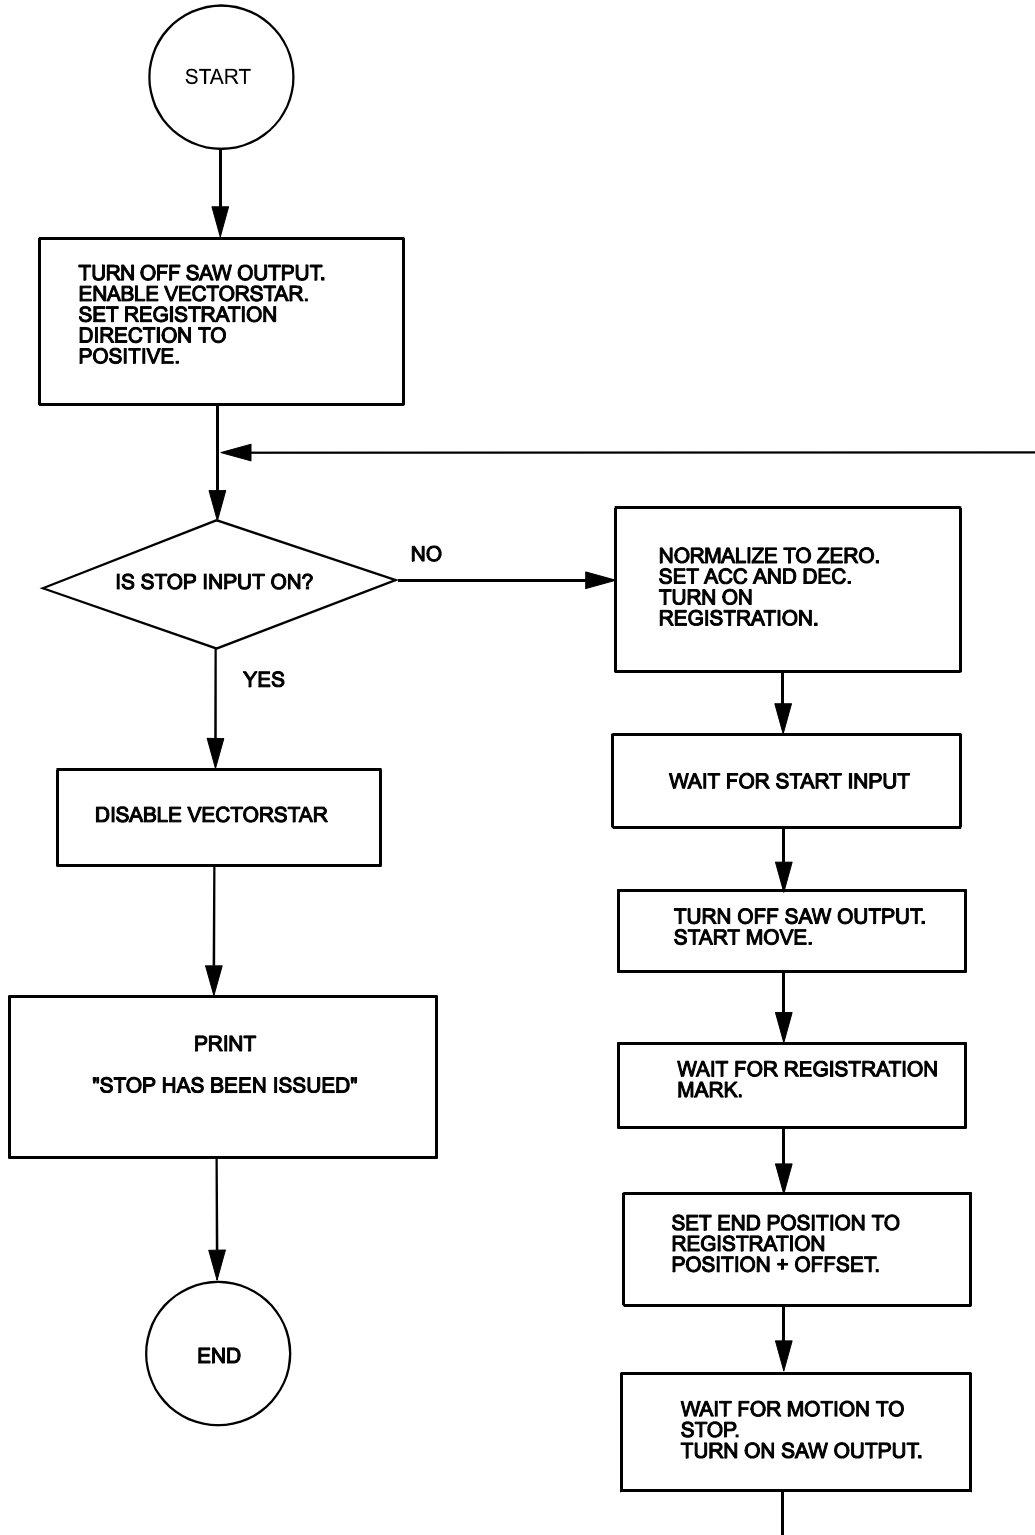 START
TURN OFF SAW OUTPUT.
ENABLE VECTORSTAR.
SET REGISTRATION
DIRECTION TO
POSITIVE.
IS STOP INPUT ON?
NO
YES
DISABLE VECTORSTAR
PRINT
"STOP HAS BEEN ISSUED"
END
NORMALIZE TO ZERO.
SET ACC AND DEC.
TURN ON
REGISTRATION.
WAIT FOR START INPUT
TURN OFF SAW OUTPUT.
START MOVE.
WAIT FOR REGISTRATION
MARK.
SET END POSITION TO
REGISTRATION
POSITION + OFFSET.
WAIT FOR MOTION TO
STOP.
TURN ON SAW OUTPUT.